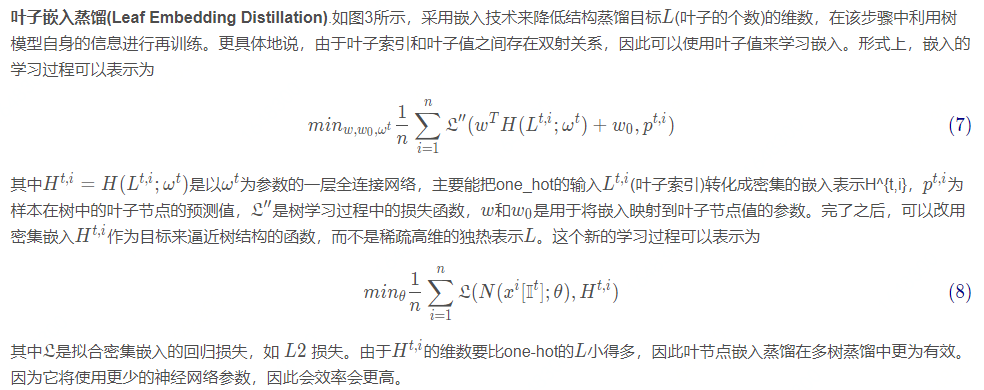 叶子嵌入蒸馏(Leaf Embedding Distillation).如图3所示，采用嵌入技术来降低结构蒸馏目标L(叶子的个数)的维数，在该步骤中利用树
模型自身的信息进行再训练。更具体地说，由于叶子索引和叶子值之间存在双射关系，因此可以使用叶子值来学习嵌入。形式上，嵌入的
学习过程可以表示为
$min_{w,w_0,\omega^t} \frac{1}{n} \sum_{i=1}^{n} \mathfrak{L}''(w^T H(L^{t,i}; \omega^t) + w_0, p^{t,i})$ (7)
其中$H^{t,i} = H(L^{t,i}; \omega^t)$是以$\omega^t$为参数的一层全连接网络，主要能把one_hot的输入$L^{t,i}$(叶子索引)转化成密集的嵌入表示H^{t,i}，$p^{t,i}$为
样本在树中的叶子节点的预测值，$\mathfrak{L}''$是树学习过程中的损失函数，$w$和$w_0$是用于将嵌入映射到叶子节点值的参数。完了之后，可以改用
密集嵌入$H^{t,i}$作为目标来逼近树结构的函数，而不是稀疏高维的独热表示$L$。这个新的学习过程可以表示为
$min_{\theta} \frac{1}{n} \sum_{i=1}^{n} \mathfrak{L}(N(x^i[\mathbb{I}^t]; \theta), H^{t,i})$ (8)
其中$\mathfrak{L}$是拟合密集嵌入的回归损失，如 $L2$ 损失。由于$H^{t,i}$的维数要比one-hot的$L$小得多，因此叶节点嵌入蒸馏在多树蒸馏中更为有效。
因为它将使用更少的神经网络参数，因此会效率会更高。